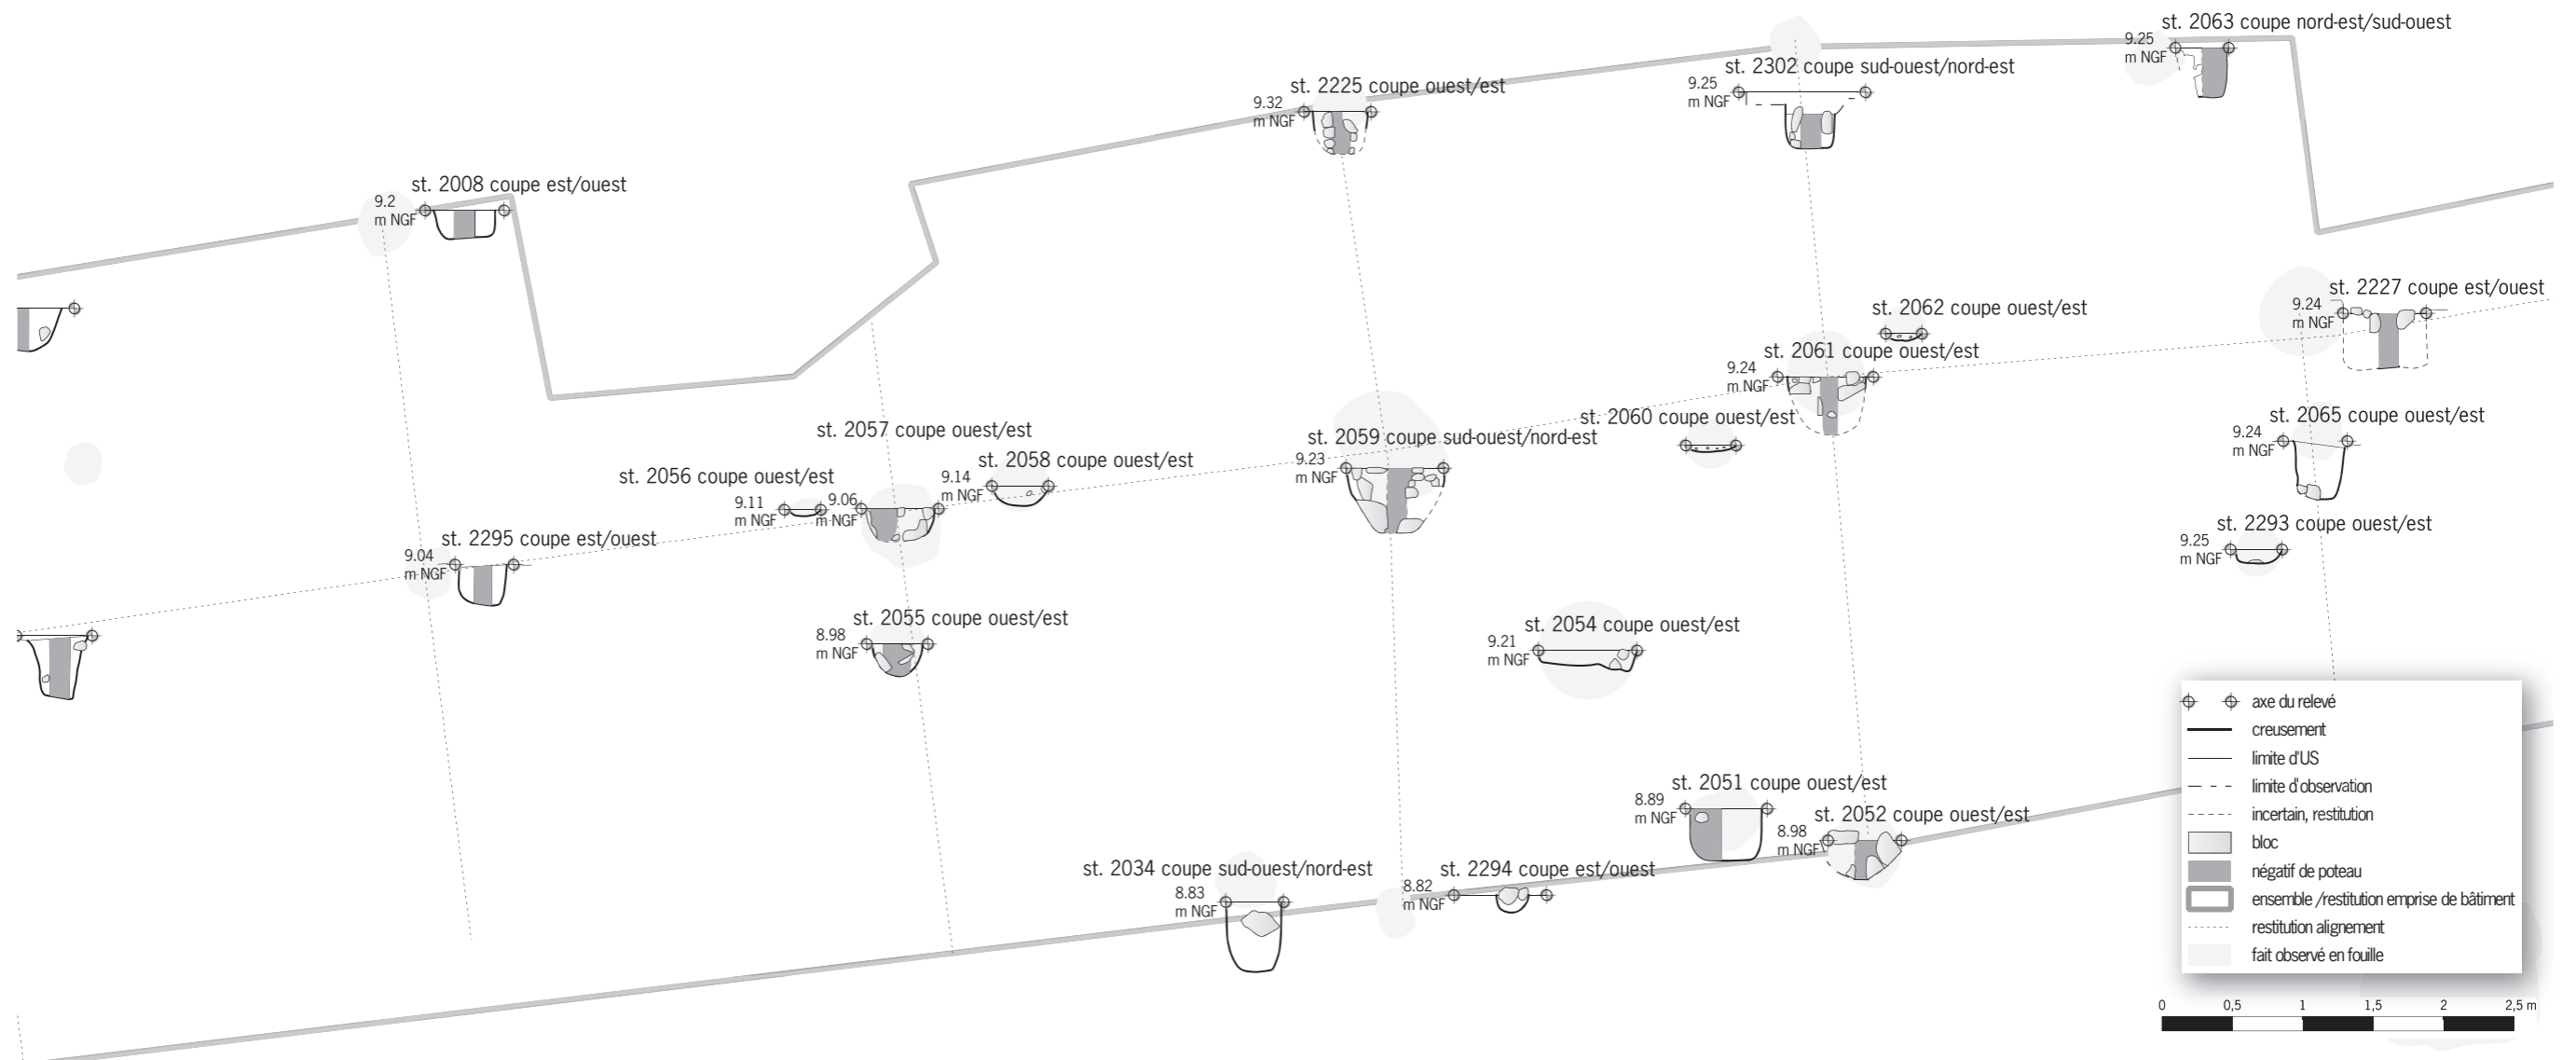 st. 2063 coupe nord-est/sud-ouest
9.25
m NGF
st. 2302 coupe sud-ouest/nord-est
9.25
m NGF
st. 2225 coupe ouest/est
9.32
m NGF
st. 2008 coupe est/ouest
9.2
m NGF
st. 2227 coupe est/ouest
9.24
m NGF
st. 2062 coupe ouest/est
st. 2061 coupe ouest/est
9.24
m NGF
st. 2060 coupe ouest/est
st. 2065 coupe ouest/est
9.24
m NGF
st. 2057 coupe ouest/est
9.06
m NGF
st. 2059 coupe sud-ouest/nord-est
9.23
m NGF
st. 2058 coupe ouest/est
9.14
m NGF
st. 2056 coupe ouest/est
9.11
m NGF
st. 2293 coupe ouest/est
9.25
m NGF
st. 2295 coupe est/ouest
9.04
m NGF
st. 2055 coupe ouest/est
8.98
m NGF
st. 2054 coupe ouest/est
9.21
m NGF
st. 2051 coupe ouest/est
8.89
m NGF
st. 2052 coupe ouest/est
8.98
m NGF
st. 2034 coupe sud-ouest/nord-est
8.83
m NGF
st. 2294 coupe est/ouest
8.82
m NGF
axe du relevé
creusement
limite d'US
limite d'observation
incertain, restitution
bloc
négatif de poteau
ensemble /restitution emprise de bâtiment
restitution alignement
fait observé en fouille
0 0,5 1 1,5 2 2,5 m